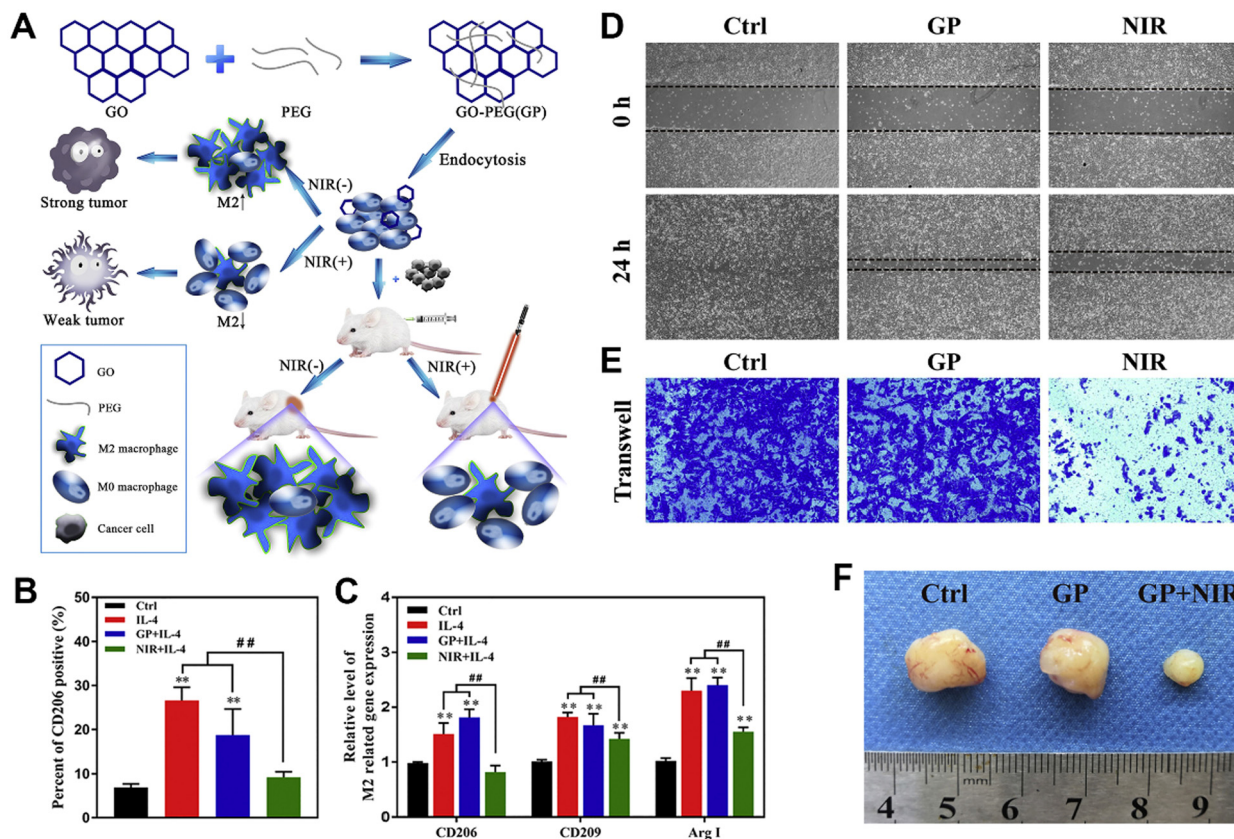 A
GO
PEG
GO-PEG(GP)
Endocytosis
Strong tumor
M2↑
NIR(-)
NIR(+)
Weak tumor
M2↓
+
NIR(-)
NIR(+)
GO
PEG
M2 macrophage
M0 macrophage
Cancer cell
B
Percent of CD206 positive (%)
50
40
30
20
10
0
Ctrl
IL-4
GP+IL-4
NIR+IL-4
##
**
**
C
Relative level of
M2 related gene expression
4
3
2
1
0
Ctrl
IL-4
GP+IL-4
NIR+IL-4
##
##
##
**
**
**
**
**
**
**
**
CD206
CD209
Arg I
D
Ctrl
GP
NIR
0 h
24 h
E
Ctrl
GP
NIR
Transwell
F
Ctrl
GP
GP+NIR
mm
4
5
6
7
8
9